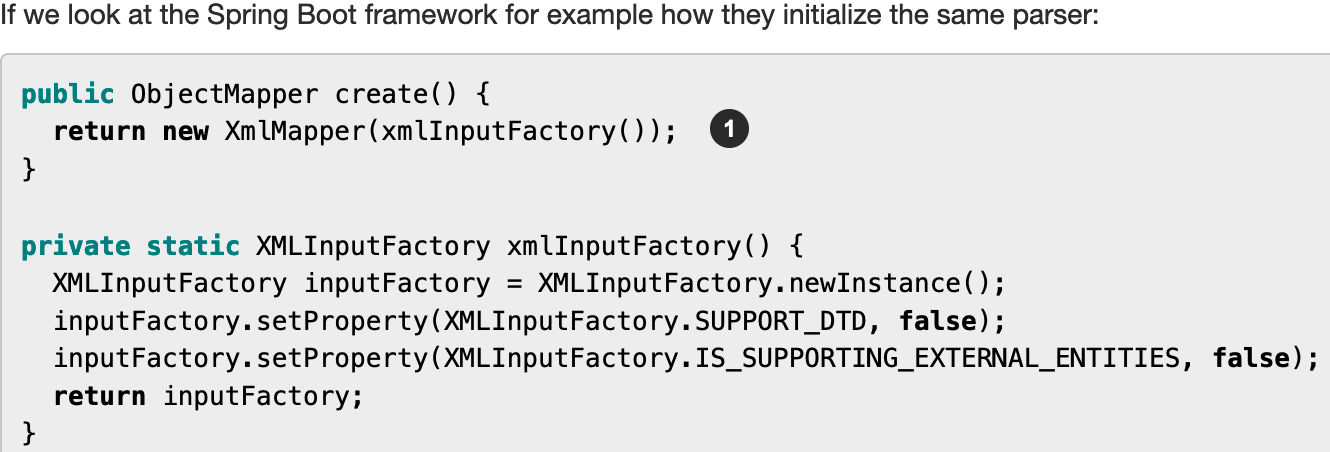 If we look at the Spring Boot framework for example how they initialize the same parser:
public ObjectMapper create() {
  return new XmlMapper(xmlInputFactory()); 1
}

private static XMLInputFactory xmlInputFactory() {
  XMLInputFactory inputFactory = XMLInputFactory.newInstance();
  inputFactory.setProperty(XMLInputFactory.SUPPORT_DTD, false);
  inputFactory.setProperty(XMLInputFactory.IS_SUPPORTING_EXTERNAL_ENTITIES, false);
  return inputFactory;
}